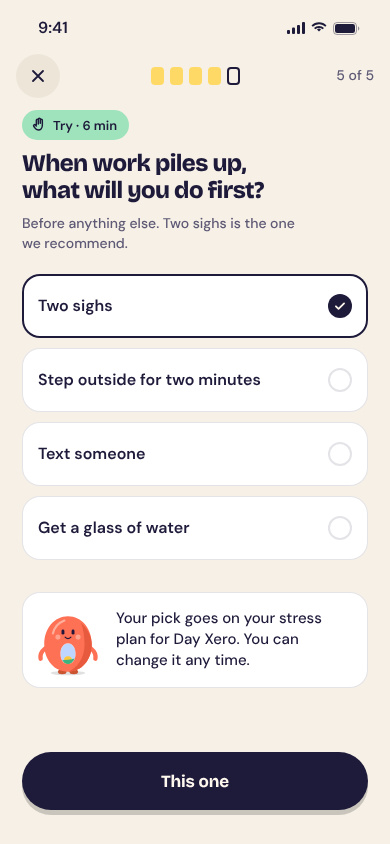 9:41
5 of 5
Try · 6 min
When work piles up,
what will you do first?
Before anything else. Two sighs is the one
we recommend.
Two sighs
Step outside for two minutes
Text someone
Get a glass of water
Your pick goes on your stress
plan for Day Xero. You can
change it any time.
This one